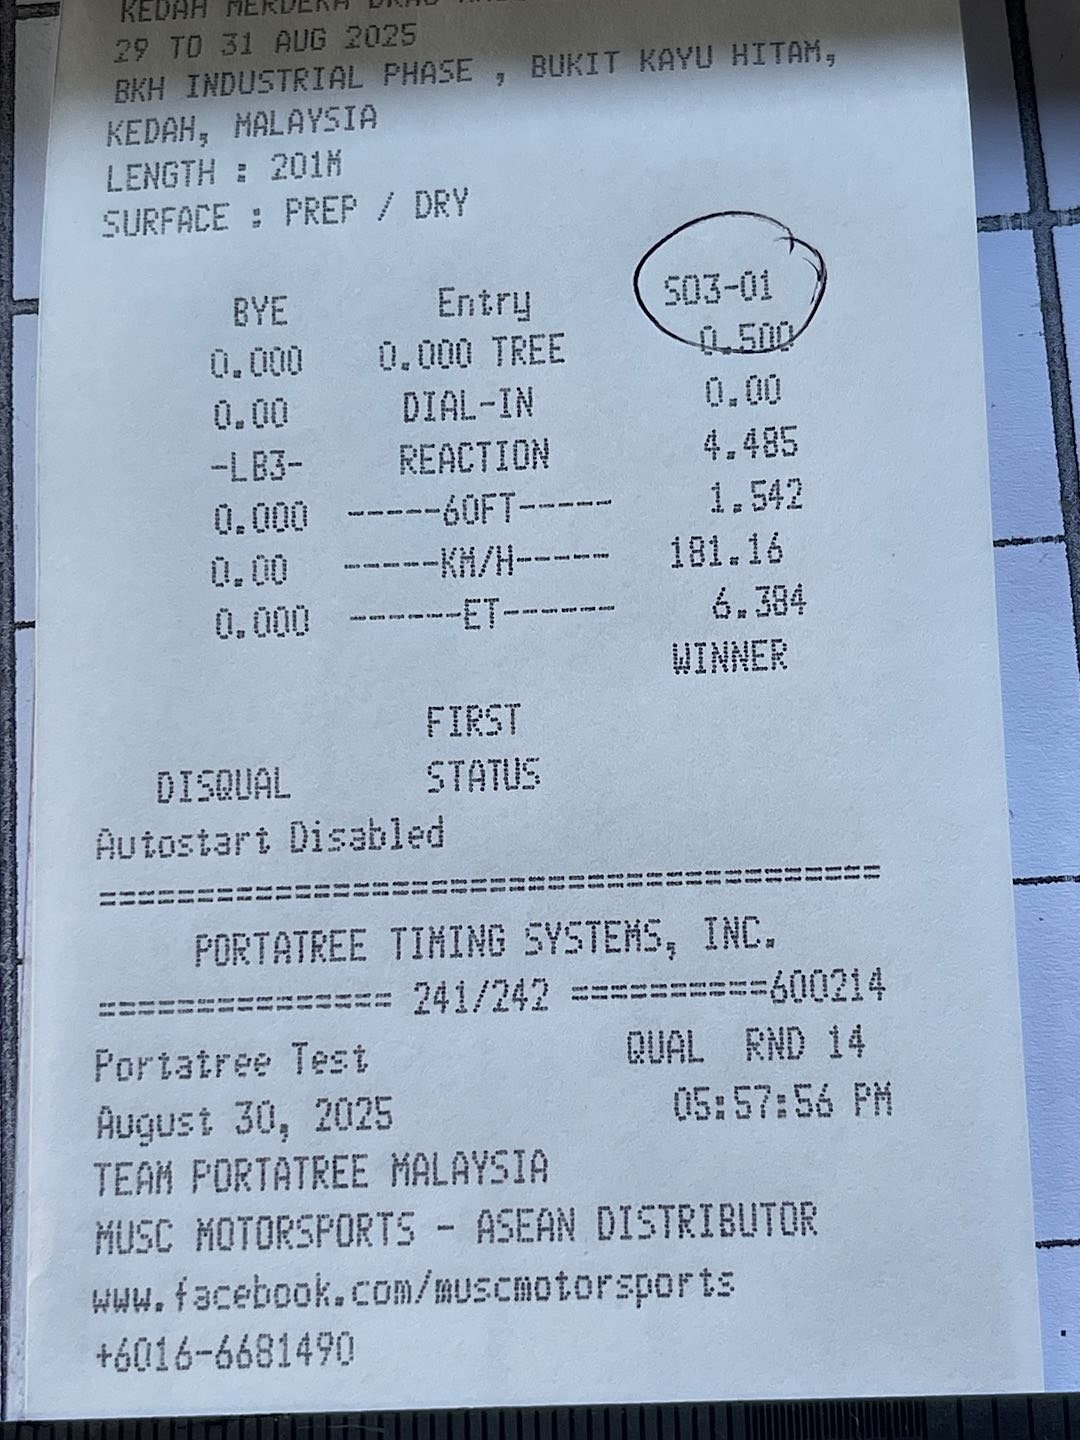 KEDAH MERDEKA DRAG
29 TO 31 AUG 2025
BKH INDUSTRIAL PHASE , BUKIT KAYU HITAM,
KEDAH, MALAYSIA
LENGTH : 201M
SURFACE : PREP / DRY
BYE Entry S03-01
0.000 0.000 TREE 0.500
0.00 DIAL-IN 0.00
-LB3- REACTION 4.485
0.000 -----60FT----- 1.542
0.00 -----KM/H----- 181.16
0.000 ------ET------ 6.384
WINNER
FIRST
DISQUAL STATUS
Autostart Disabled
========================================
PORTATREE TIMING SYSTEMS, INC.
=============== 241/242 ==========600214
Portatree Test QUAL RND 14
August 30, 2025 05:57:56 PM
TEAM PORTATREE MALAYSIA
MUSC MOTORSPORTS - ASEAN DISTRIBUTOR
www.facebook.com/muscmotorsports
+6016-6681490